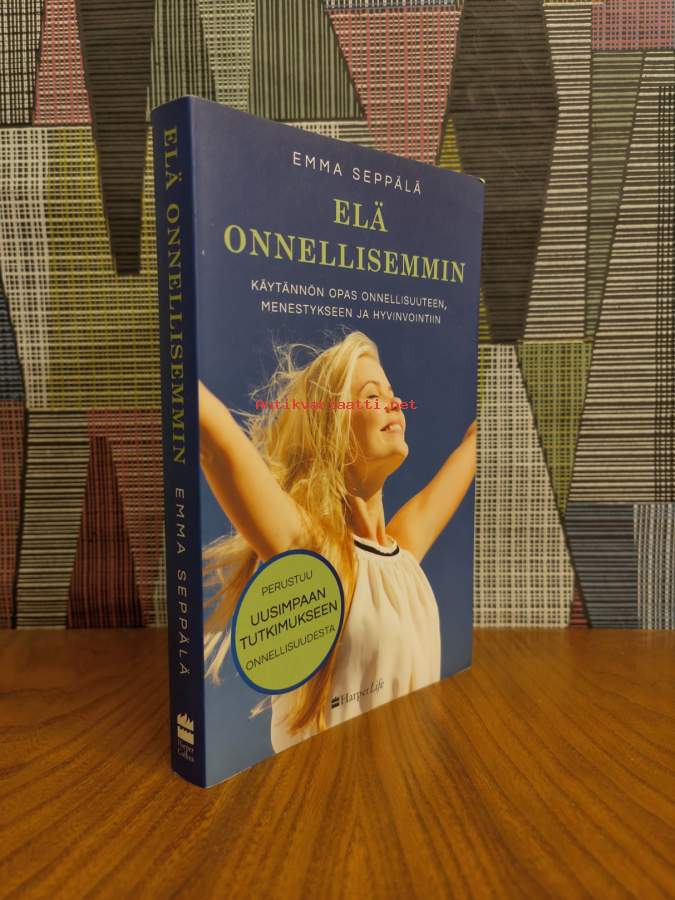 EMMA SEPPÄLÄ
ELÄ
ONNELLISEMMIN
KÄYTÄNNÖN OPAS ONNELLISUUTEEN,
MENESTYKSEEN JA HYVINVOINTIIN
Antikvariaatti.net
PERUSTUU
UUSIMPAAN
TUTKIMUKSEEN
ONNELLISUUDESTA
HarperLife
ELÄ ONNELLISEMMIN EMMA SEPPÄLÄ
Harper
Collins